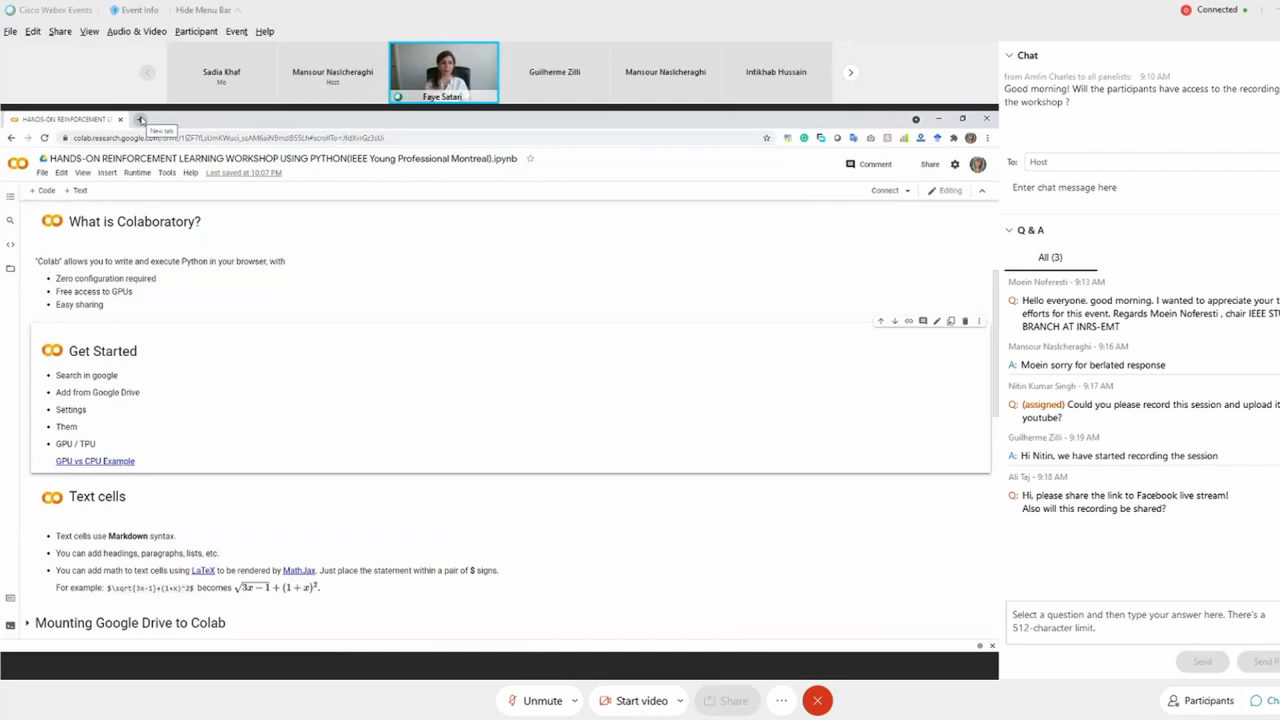 Cisco Webex Events
Event Info
Hide Menu Bar
Connected
File Edit Share View Audio & Video Participant Event Help
Sadia Khaf
Me
Mansour Naslcheraghi
Host
Faye Satari
Guilherme Zilli
Mansour Naslcheraghi
Intikhab Hussain
HANDS-ON REINFORCEMENT L
New tab
HANDS-ON REINFORCEMENT LEARNING WORKSHOP USING PYTHON(IEEE Young Professional Montreal).ipynb
Comment
Share
File Edit View Insert Runtime Tools Help Last saved at 10:07 PM
+ Code + Text
Connect
Editing
What is Colaboratory?
"Colab" allows you to write and execute Python in your browser, with
• Zero configuration required
• Free access to GPUs
• Easy sharing
Get Started
• Search in google
• Add from Google Drive
• Settings
• Them
• GPU / TPU
GPU vs CPU Example
Text cells
• Text cells use Markdown syntax.
• You can add headings, paragraphs, lists, etc.
• You can add math to text cells using LaTeX to be rendered by MathJax. Just place the statement within a pair of $ signs.
For example: $\sqrt{3x-1}+(1+x)^2$ becomes √3x − 1 + (1 + x)².
Mounting Google Drive to Colab
Chat
from Amlin Charles to all panelists: 9:10 AM
Good morning! Will the participants have access to the recording
the workshop ?
To: Host
Enter chat message here
Q & A
All (3)
Moein Noferesti - 9:13 AM
Q: Hello everyone, good morning. I wanted to appreciate your t
efforts for this event. Regards Moein Noferesti , chair IEEE STU
BRANCH AT INRS-EMT
Mansour Naslcheraghi - 9:16 AM
A: Moein sorry for berlated response
Nitin Kumar Singh - 9:17 AM
Q: (assigned) Could you please record this session and upload it
youtube?
Guilherme Zilli - 9:19 AM
A: Hi Nitin, we have started recording the session
Ali Taj - 9:18 AM
Q: Hi, please share the link to Facebook live stream!
Also will this recording be shared?
Select a question and then type your answer here. There's a
512-character limit.
Send
Send P
Unmute
Start video
Share
Participants
Cha